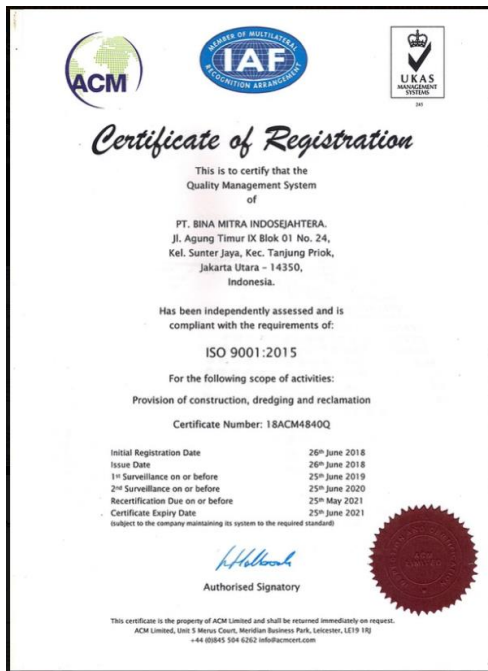 ACM
MEMBER OF MULTILATERAL
IAF
RECOGNITION ARRANGEMENT
UKAS
MANAGEMENT
SYSTEMS
245
Certificate of Registration
This is to certify that the
Quality Management System
of
PT. BINA MITRA INDOSEJAHTERA.
Jl. Agung Timur IX Blok 01 No. 24,
Kel. Sunter Jaya, Kec. Tanjung Priok,
Jakarta Utara – 14350,
Indonesia.
Has been independently assessed and is
compliant with the requirements of:
ISO 9001:2015
For the following scope of activities:
Provision of construction, dredging and reclamation
Certificate Number: 18ACM4840Q
Initial Registration Date 26th June 2018
Issue Date 26th June 2018
1st Surveillance on or before 25th June 2019
2nd Surveillance on or before 25th June 2020
Recertification Due on or before 25th May 2021
Certificate Expiry Date 25th June 2021
(subject to the company maintaining its system to the required standard)
Authorised Signatory
ACM
LIMITED
This certificate is the property of ACM Limited and shall be returned immediately on request.
ACM Limited, Unit 5 Merus Court, Meridian Business Park, Leicester, LE19 1RJ
+44 (0)845 504 6262 info@acmcert.com